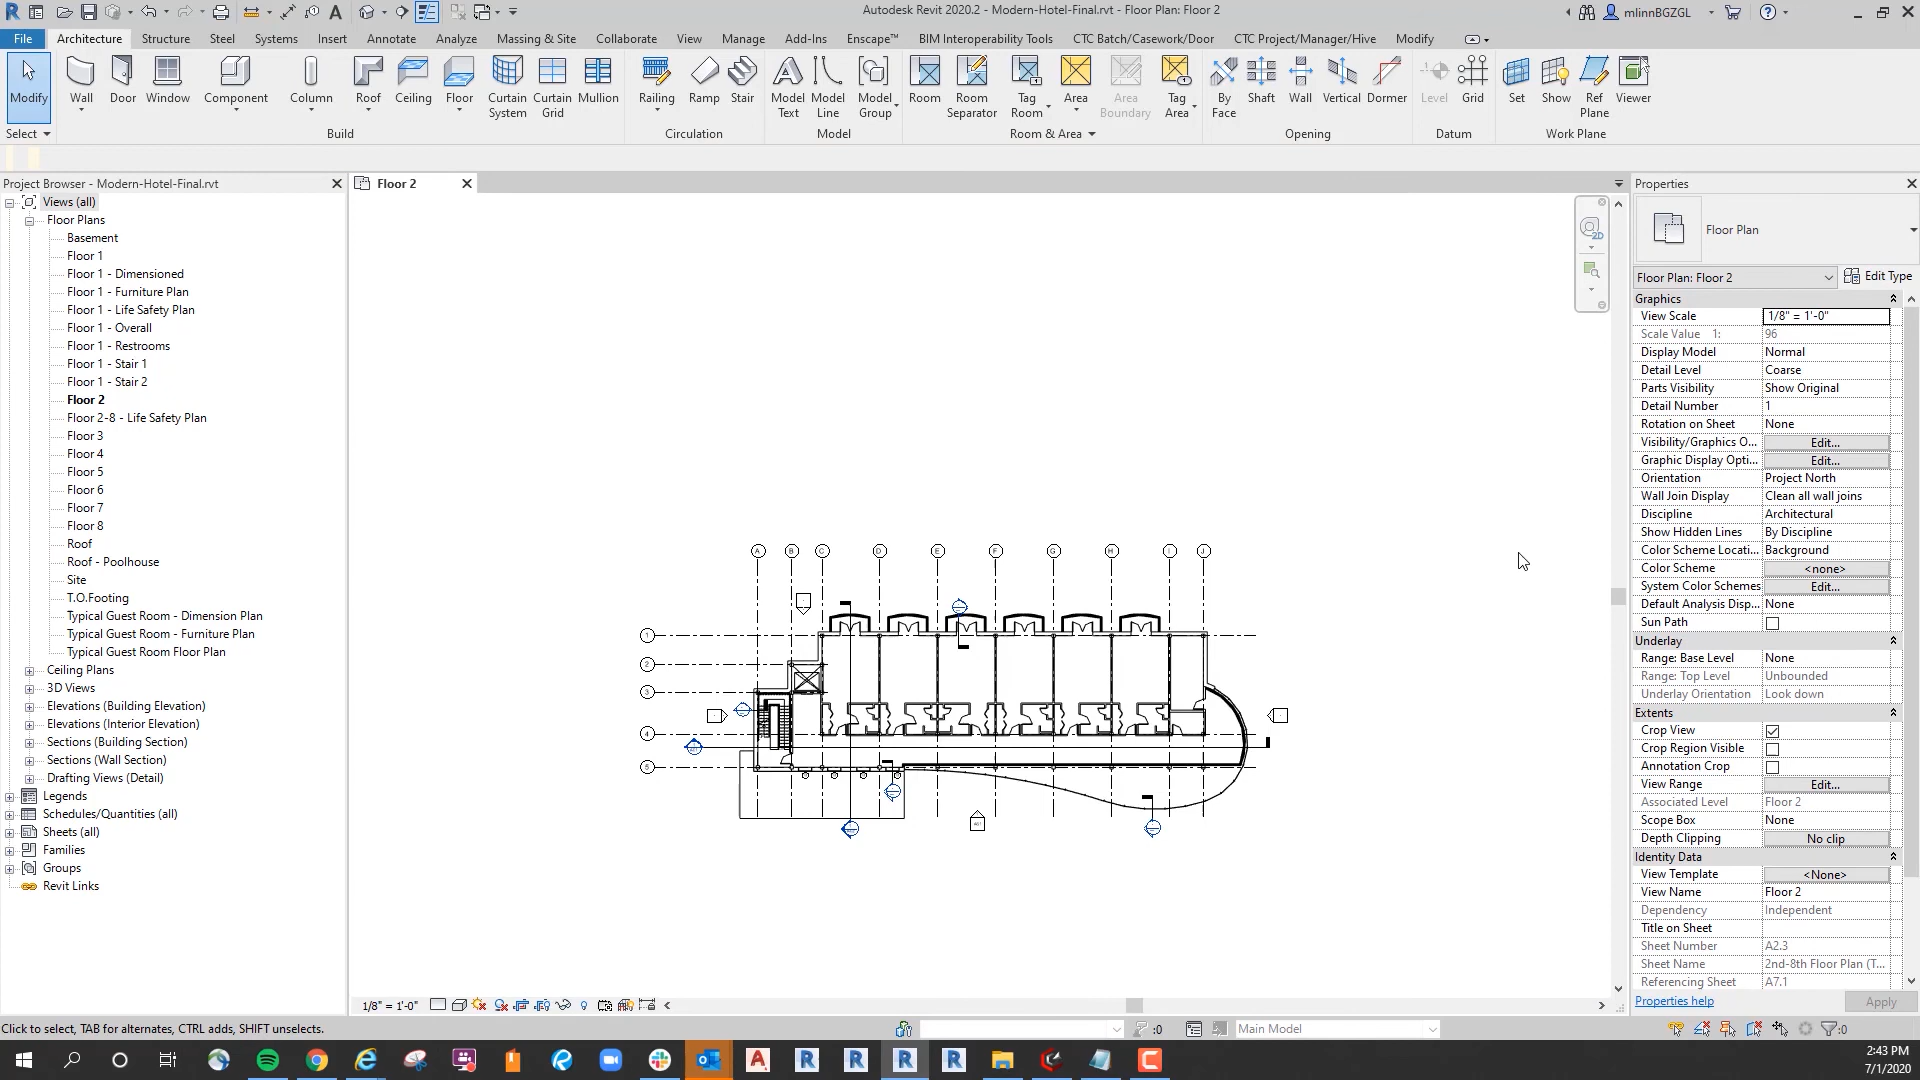 Autodesk Revit 2020.2 - Modern-Hotel-Final.rvt - Floor Plan: Floor 2
mlinnBGZGL
File Architecture Structure Steel Systems Insert Annotate Analyze Massing & Site Collaborate View Manage Add-Ins Enscape™ BIM Interoperability Tools CTC Batch/Casework/Door CTC Project/Manager/Hive Modify
Modify Wall Door Window Component Column Roof Ceiling Floor Curtain System Curtain Grid Mullion Railing Ramp Stair Model Text Model Line Model Group Room Room Separator Tag Room Area Area Boundary Tag Area By Face Shaft Wall Vertical Dormer Level Grid Set Show Ref Plane Viewer
Select Build Circulation Model Room & Area Opening Datum Work Plane
Project Browser - Modern-Hotel-Final.rvt
Views (all)
Floor Plans
Basement
Floor 1
Floor 1 - Dimensioned
Floor 1 - Furniture Plan
Floor 1 - Life Safety Plan
Floor 1 - Overall
Floor 1 - Restrooms
Floor 1 - Stair 1
Floor 1 - Stair 2
Floor 2
Floor 2-8 - Life Safety Plan
Floor 3
Floor 4
Floor 5
Floor 6
Floor 7
Floor 8
Roof
Roof - Poolhouse
Site
T.O.Footing
Typical Guest Room - Dimension Plan
Typical Guest Room - Furniture Plan
Typical Guest Room Floor Plan
Ceiling Plans
3D Views
Elevations (Building Elevation)
Elevations (Interior Elevation)
Sections (Building Section)
Sections (Wall Section)
Drafting Views (Detail)
Legends
Schedules/Quantities (all)
Sheets (all)
Families
Groups
Revit Links
Floor 2
2D
A B C D E F G H I J
1
2
3
4
5
Properties
Floor Plan
Floor Plan: Floor 2 Edit Type
Graphics
View Scale 1/8" = 1'-0"
Scale Value 1: 96
Display Model Normal
Detail Level Coarse
Parts Visibility Show Original
Detail Number 1
Rotation on Sheet None
Visibility/Graphics O... Edit...
Graphic Display Opti... Edit...
Orientation Project North
Wall Join Display Clean all wall joins
Discipline Architectural
Show Hidden Lines By Discipline
Color Scheme Locati... Background
Color Scheme <none>
System Color Schemes Edit...
Default Analysis Disp... None
Sun Path
Underlay
Range: Base Level None
Range: Top Level Unbounded
Underlay Orientation Look down
Extents
Crop View
Crop Region Visible
Annotation Crop
View Range Edit...
Associated Level Floor 2
Scope Box None
Depth Clipping No clip
Identity Data
View Template <None>
View Name Floor 2
Dependency Independent
Title on Sheet
Sheet Number A2.3
Sheet Name 2nd-8th Floor Plan (T...
Referencing Sheet A7.1
Properties help Apply
1/8" = 1'-0"
Click to select, TAB for alternates, CTRL adds, SHIFT unselects.
:0 Main Model :0
2:43 PM
7/1/2020